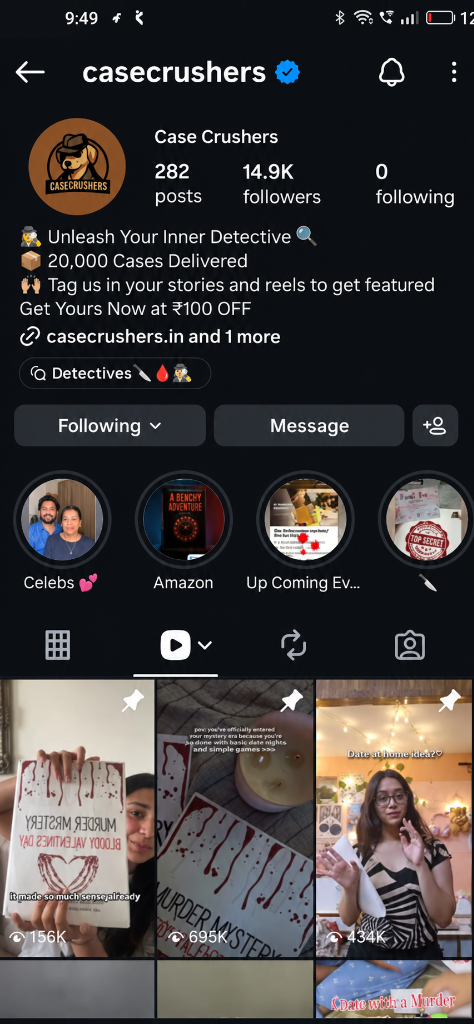 9:49
12
casecrushers
CASECRUSHERS
Case Crushers
282
posts
14.9K
followers
0
following
🕵️ Unleash Your Inner Detective 🔍
📦 20,000 Cases Delivered
🙌🏼 Tag us in your stories and reels to get featured
Get Yours Now at ₹100 OFF
casecrushers.in and 1 more
Detectives🔪🩸🕵️
Following
Message
A BENCHY
ADVENTURE
TOP SECRET
Celebs 💕
Amazon
Up Coming Ev...
🔪
MURDER MYSTERY
BLOODY VALENTINE'S DAY
it made so much sense already
156K
pov: you've officially entered
your mystery era because you're
so done with basic date nights
and simple games >>>
MURDER MYSTERY
695K
Date at home idea?♡
434K
A Date with a Murder